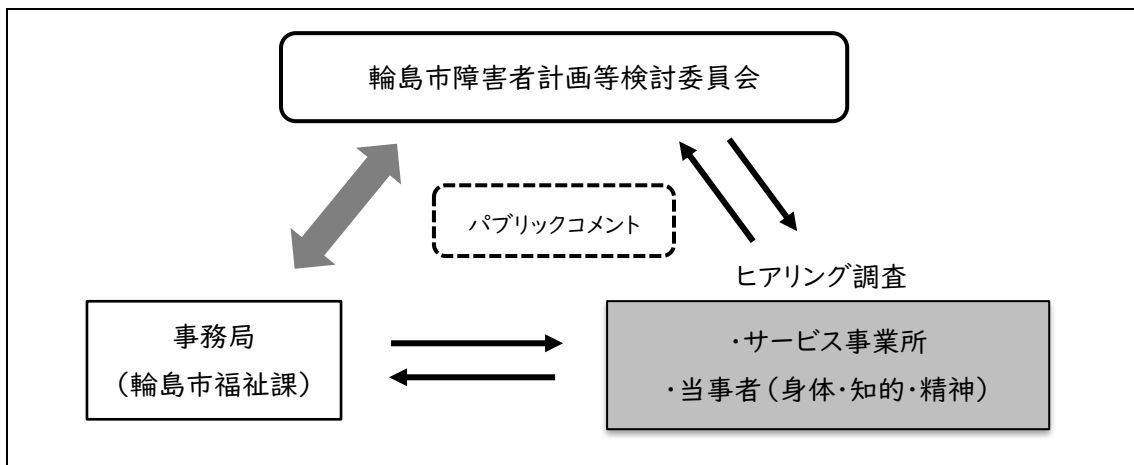 輪島市障害者計画等検討委員会
パブリックコメント
ヒアリング調査
事務局
（輪島市福祉課）
・サービス事業所
・当事者（身体・知的・精神）